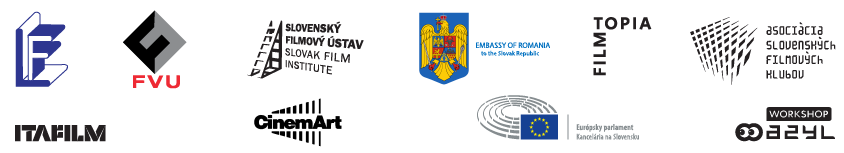 FVU
SLOVENSKÝ
FILMOVÝ ÚSTAV
SLOVAK FILM
INSTITUTE
EMBASSY OF ROMANIA
to the Slovak Republic
FILM
TOPIA
ASOCIÁCIA
SLOVENSKÝCH
FILMOVÝCH
KLUBOV
ITAFILM
CinemArt
Európsky parlament
Kancelária na Slovensku
WORKSHOP
azyl